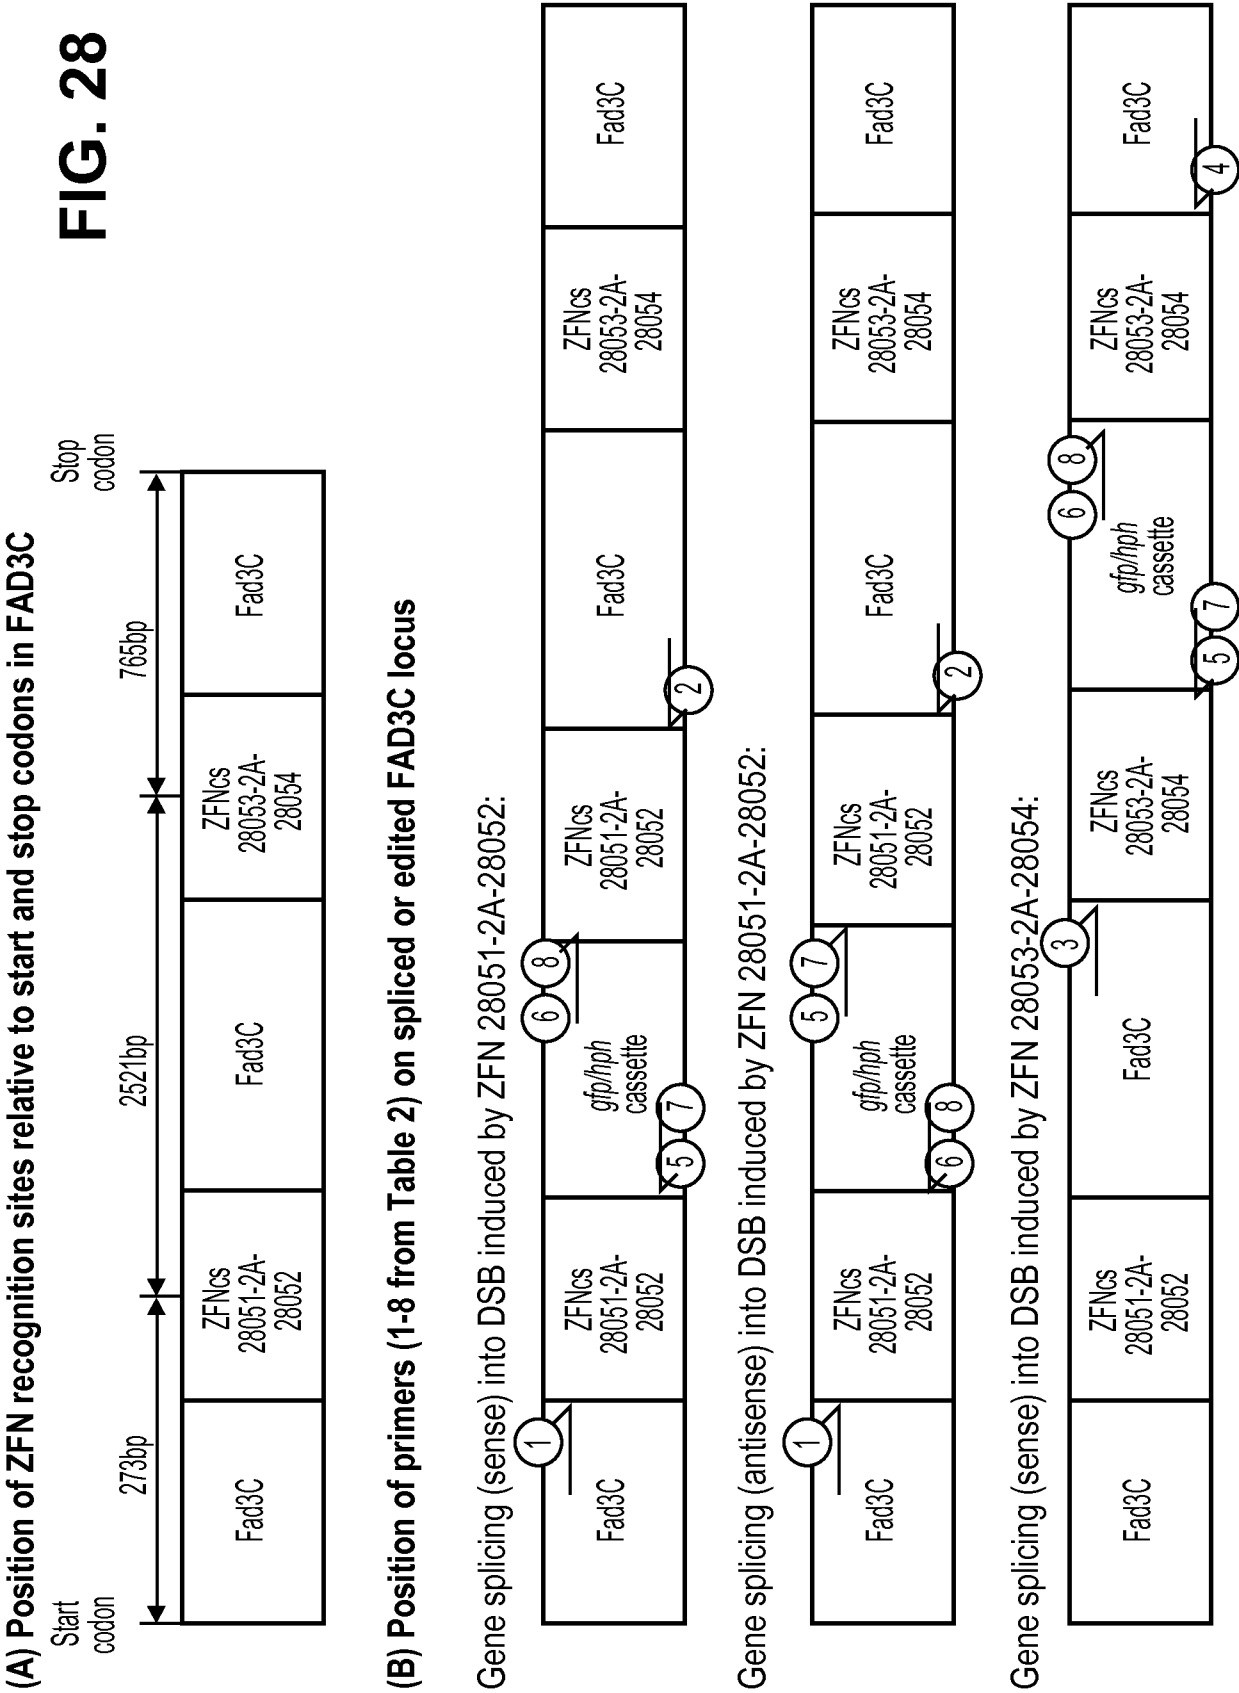 FIG. 28
(A) Position of ZFN recognition sites relative to start and stop codons in FAD3C
Start
codon
273bp
2521bp
765bp
Stop
codon
Fad3C
ZFNcs
28051-2A-
28052
Fad3C
ZFNcs
28053-2A-
28054
Fad3C
(B) Position of primers (1-8 from Table 2) on spliced or edited FAD3C locus
Gene splicing (sense) into DSB induced by ZFN 28051-2A-28052:
1
6
8
Fad3C
ZFNcs
28051-2A-
28052
gfp/hph
cassette
ZFNcs
28051-2A-
28052
Fad3C
ZFNcs
28053-2A-
28054
Fad3C
5
7
2
Gene splicing (antisense) into DSB induced by ZFN 28051-2A-28052:
1
5
7
Fad3C
ZFNcs
28051-2A-
28052
gfp/hph
cassette
ZFNcs
28051-2A-
28052
Fad3C
ZFNcs
28053-2A-
28054
Fad3C
6
8
2
Gene splicing (sense) into DSB induced by ZFN 28053-2A-28054:
3
6
8
Fad3C
ZFNcs
28051-2A-
28052
Fad3C
ZFNcs
28053-2A-
28054
gfp/hph
cassette
ZFNcs
28053-2A-
28054
Fad3C
5
7
4